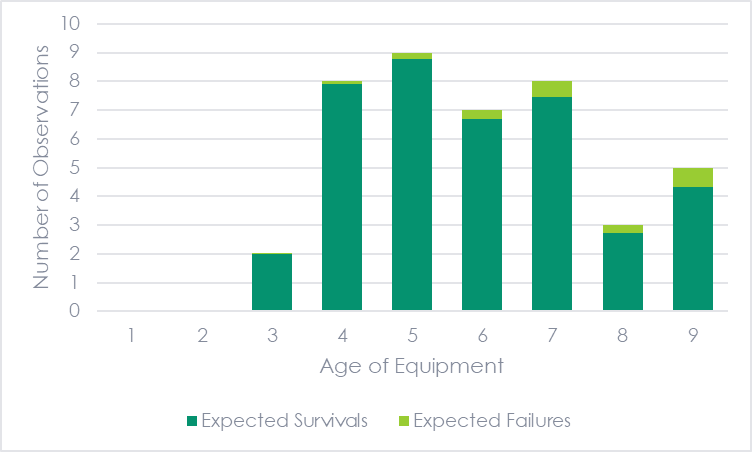 10
9
8
7
6
5
4
3
2
1
0
Number of Observations
1 2 3 4 5 6 7 8 9
Age of Equipment
Expected Survivals Expected Failures